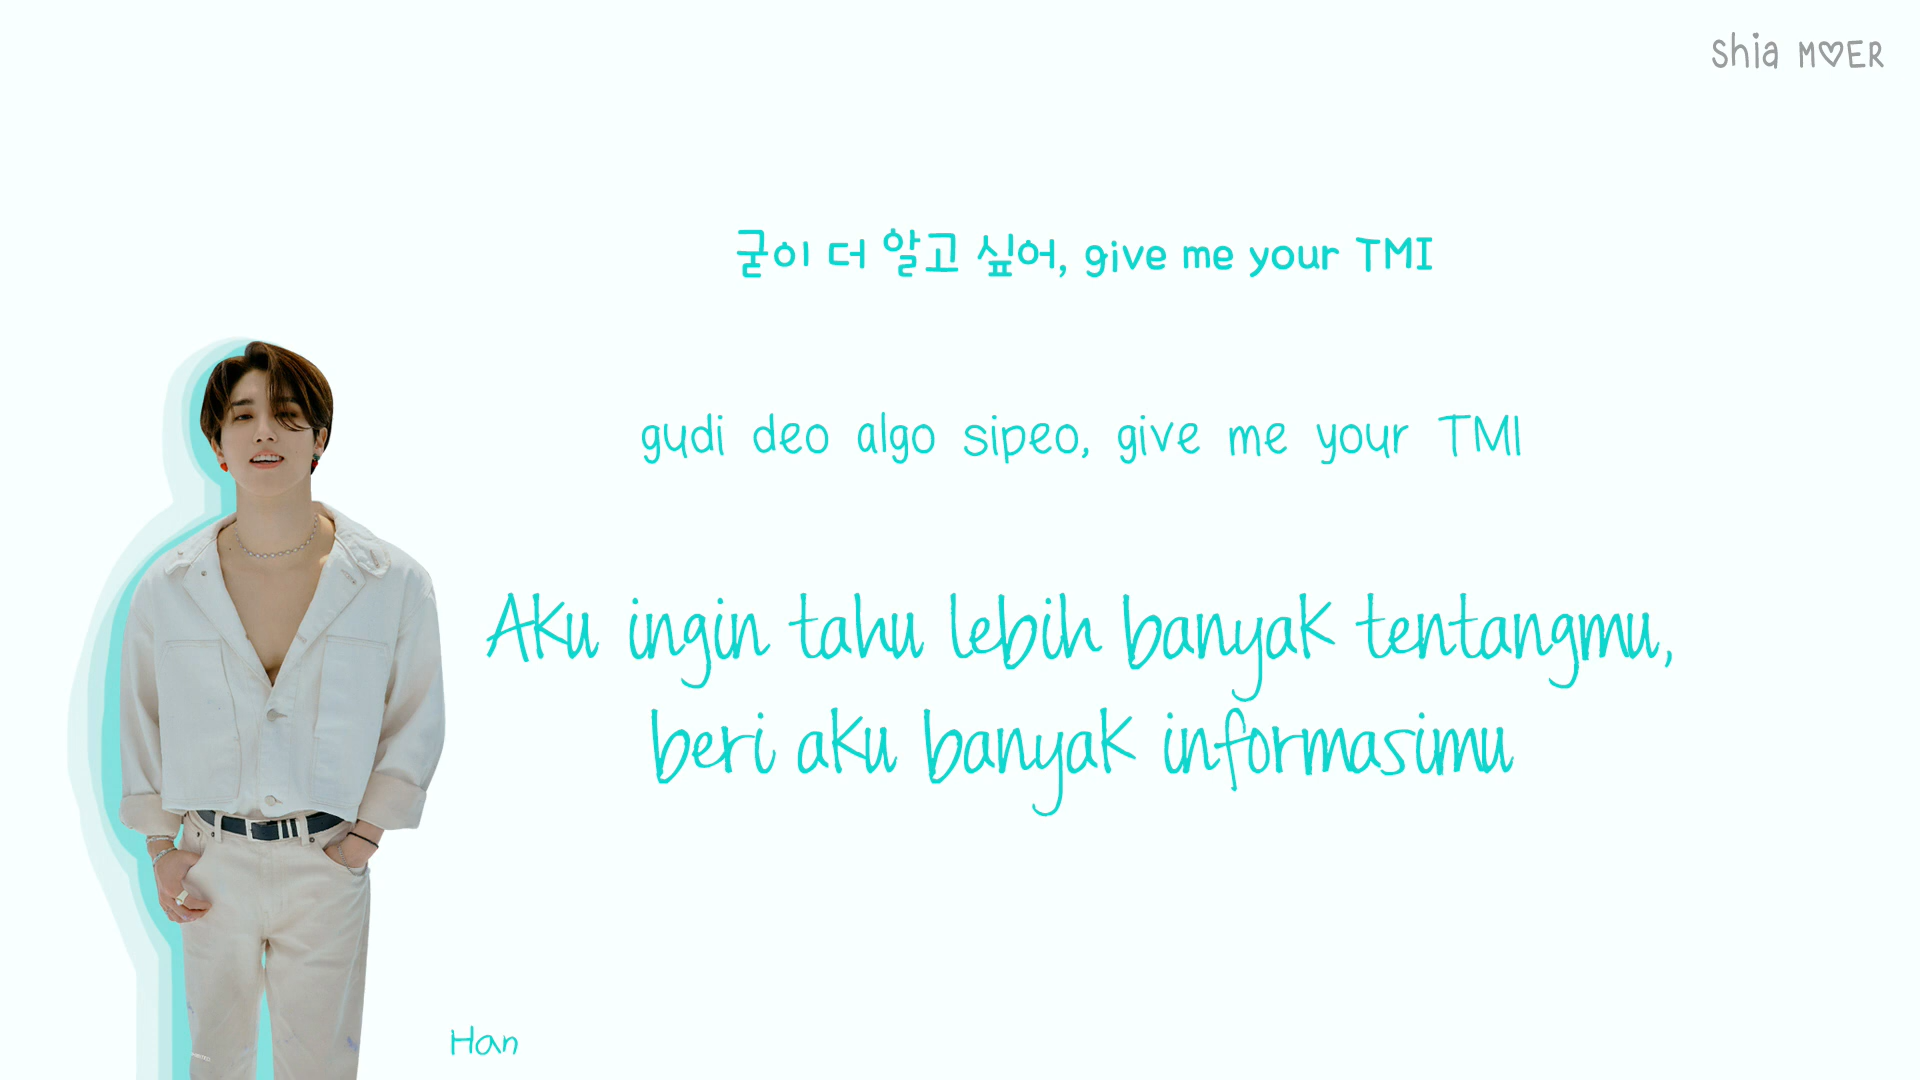 Shia M♡ER
굳이 더 알고 싶어, give me your TMI
gudi deo algo sipeo, give me your TMI
Aku ingin tahu lebih banyak tentangmu,
beri aku banyak informasimu
Han